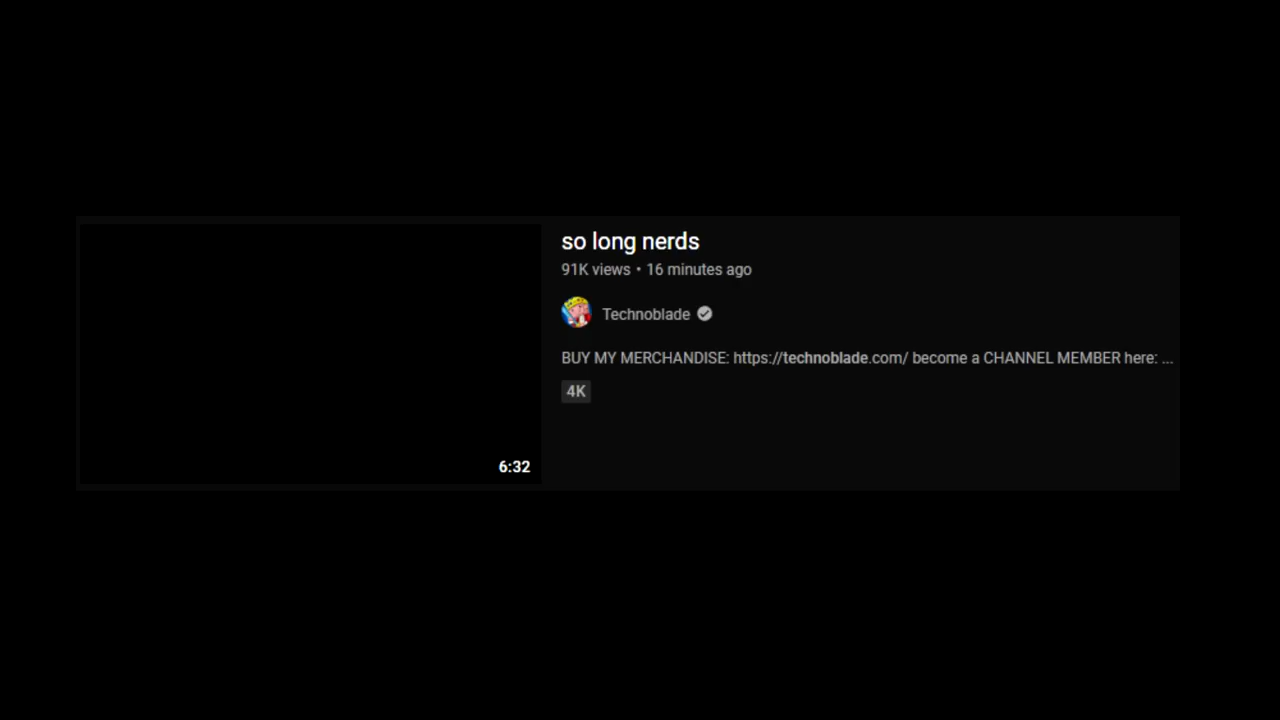 so long nerds
91K views • 16 minutes ago
Technoblade
BUY MY MERCHANDISE: https://technoblade.com/ become a CHANNEL MEMBER here: ...
4K
6:32